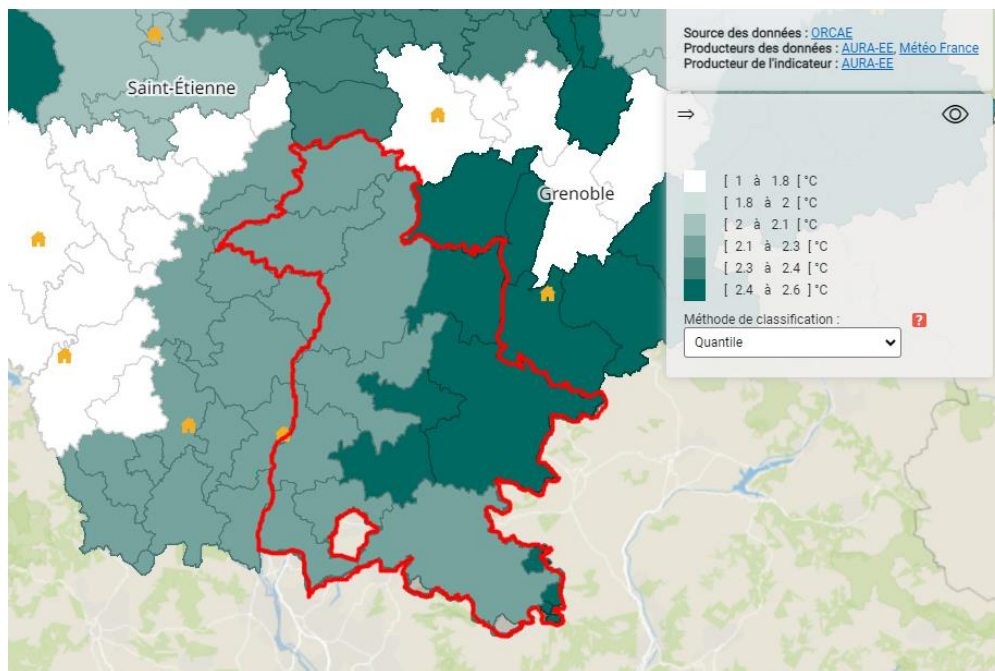 Source des données : ORCAE
Producteurs des données : AURA-EE, Météo France
Producteur de l'indicateur : AURA-EE
Saint-Étienne
Grenoble
⇒
[ 1 à 1.8 [ °C
[ 1.8 à 2 [ °C
[ 2 à 2.1 [ °C
[ 2.1 à 2.3 [ °C
[ 2.3 à 2.4 [ °C
[ 2.4 à 2.6 ] °C
Méthode de classification :
?
Quantile